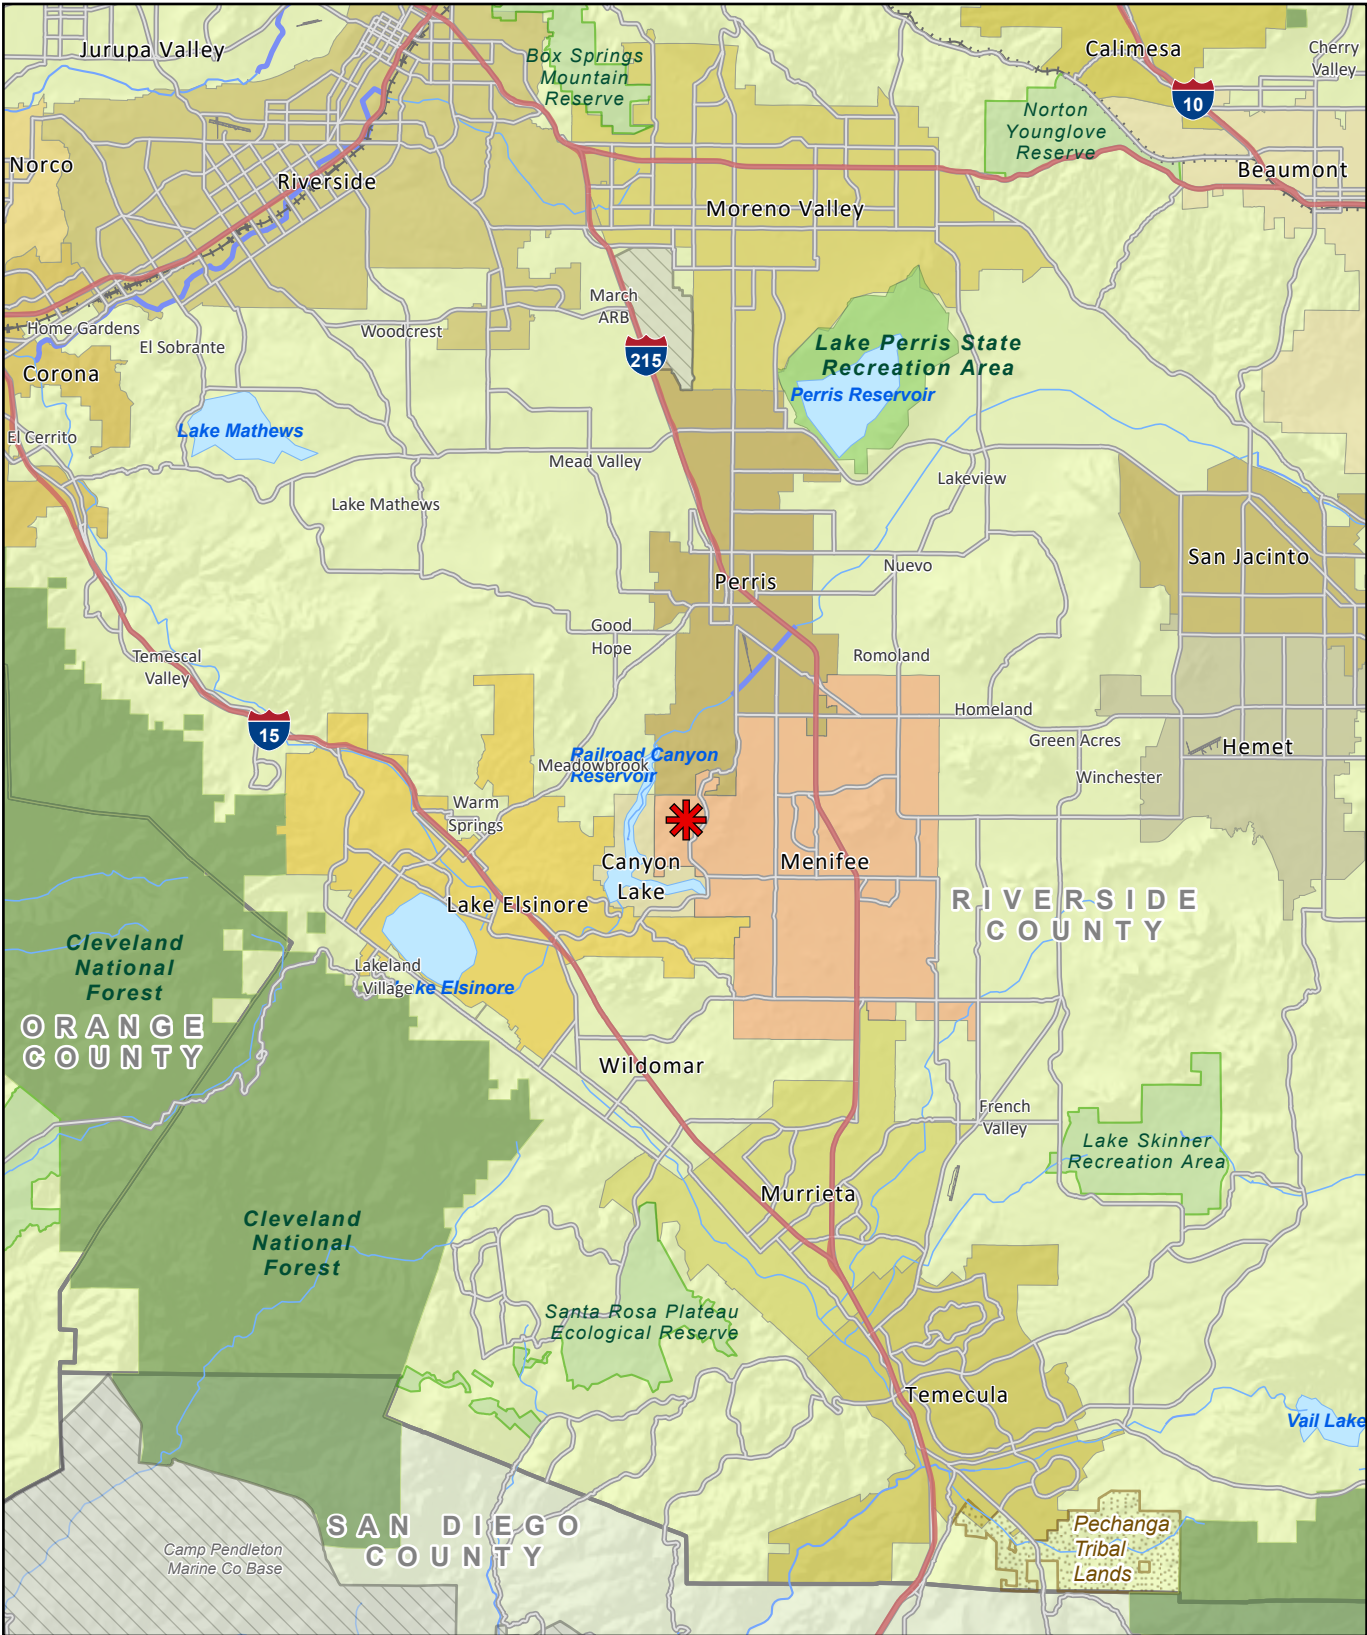 Jurupa Valley
Box Springs
Mountain
Reserve
Calimesa
Cherry
Valley
10
Norton
Younglove
Reserve
Norco
Riverside
Beaumont
Moreno Valley
March
ARB
Home Gardens
El Sobrante
Woodcrest
215
Lake Perris State
Recreation Area
Perris Reservoir
Corona
El Cerrito
Lake Mathews
Mead Valley
Lakeview
Lake Mathews
San Jacinto
Nuevo
Perris
Good
Hope
Romoland
Temescal
Valley
15
Homeland
Green Acres
Hemet
Railroad Canyon
Reservoir
Meadowbrook
Winchester
Warm
Springs
Canyon
Lake
Menifee
Lake Elsinore
RIVERSIDE
COUNTY
Cleveland
National
Forest
Lakeland
Village
ke Elsinore
ORANGE
COUNTY
Wildomar
French
Valley
Lake Skinner
Recreation Area
Murrieta
Cleveland
National
Forest
Santa Rosa Plateau
Ecological Reserve
Temecula
Vail Lake
SAN DIEGO
COUNTY
Camp Pendleton
Marine Co Base
Pechanga
Tribal
Lands